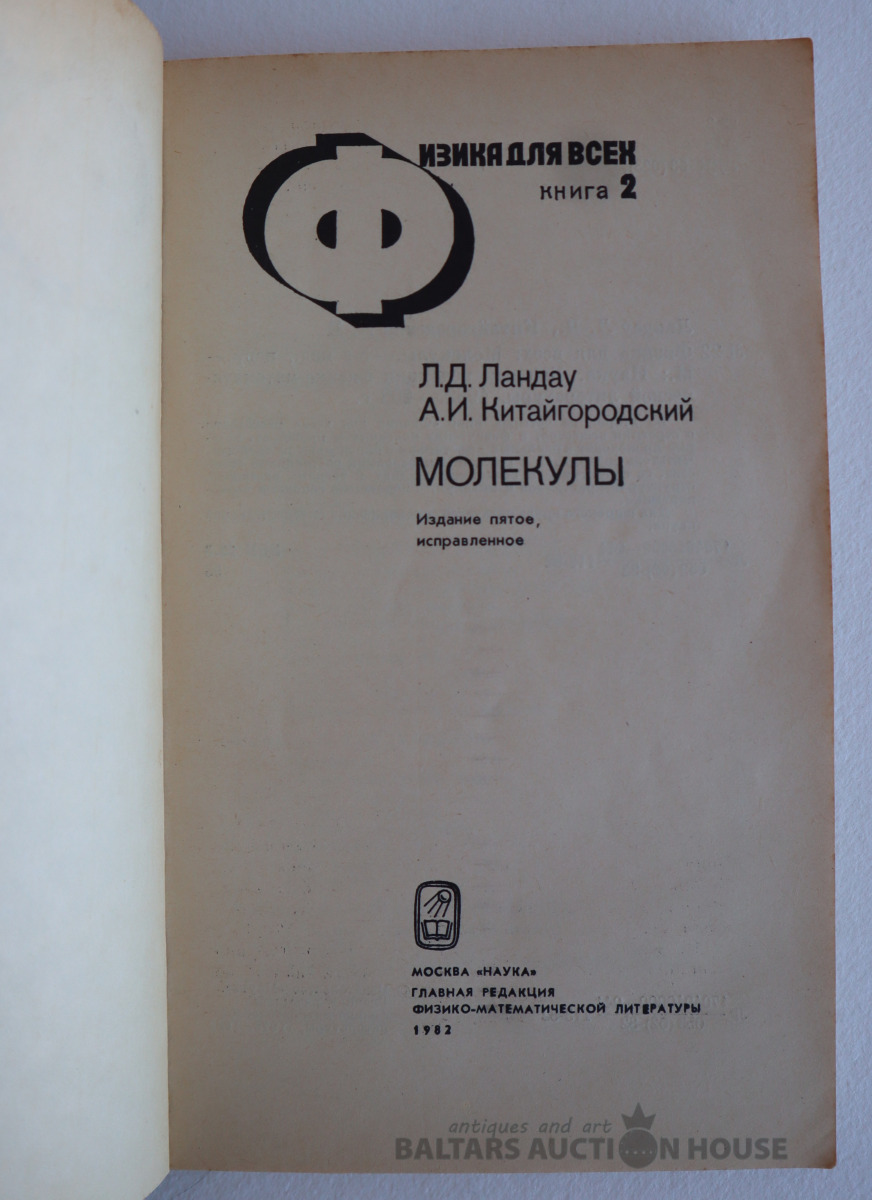 ФИЗИКА ДЛЯ ВСЕХ
книга 2
Л.Д. Ландау
А.И. Китайгородский
МОЛЕКУЛЫ
Издание пятое,
исправленное
МОСКВА «НАУКА»
ГЛАВНАЯ РЕДАКЦИЯ
ФИЗИКО-МАТЕМАТИЧЕСКОЙ ЛИТЕРАТУРЫ
1982
antiques and art
BALTARS AUCTION HOUSE